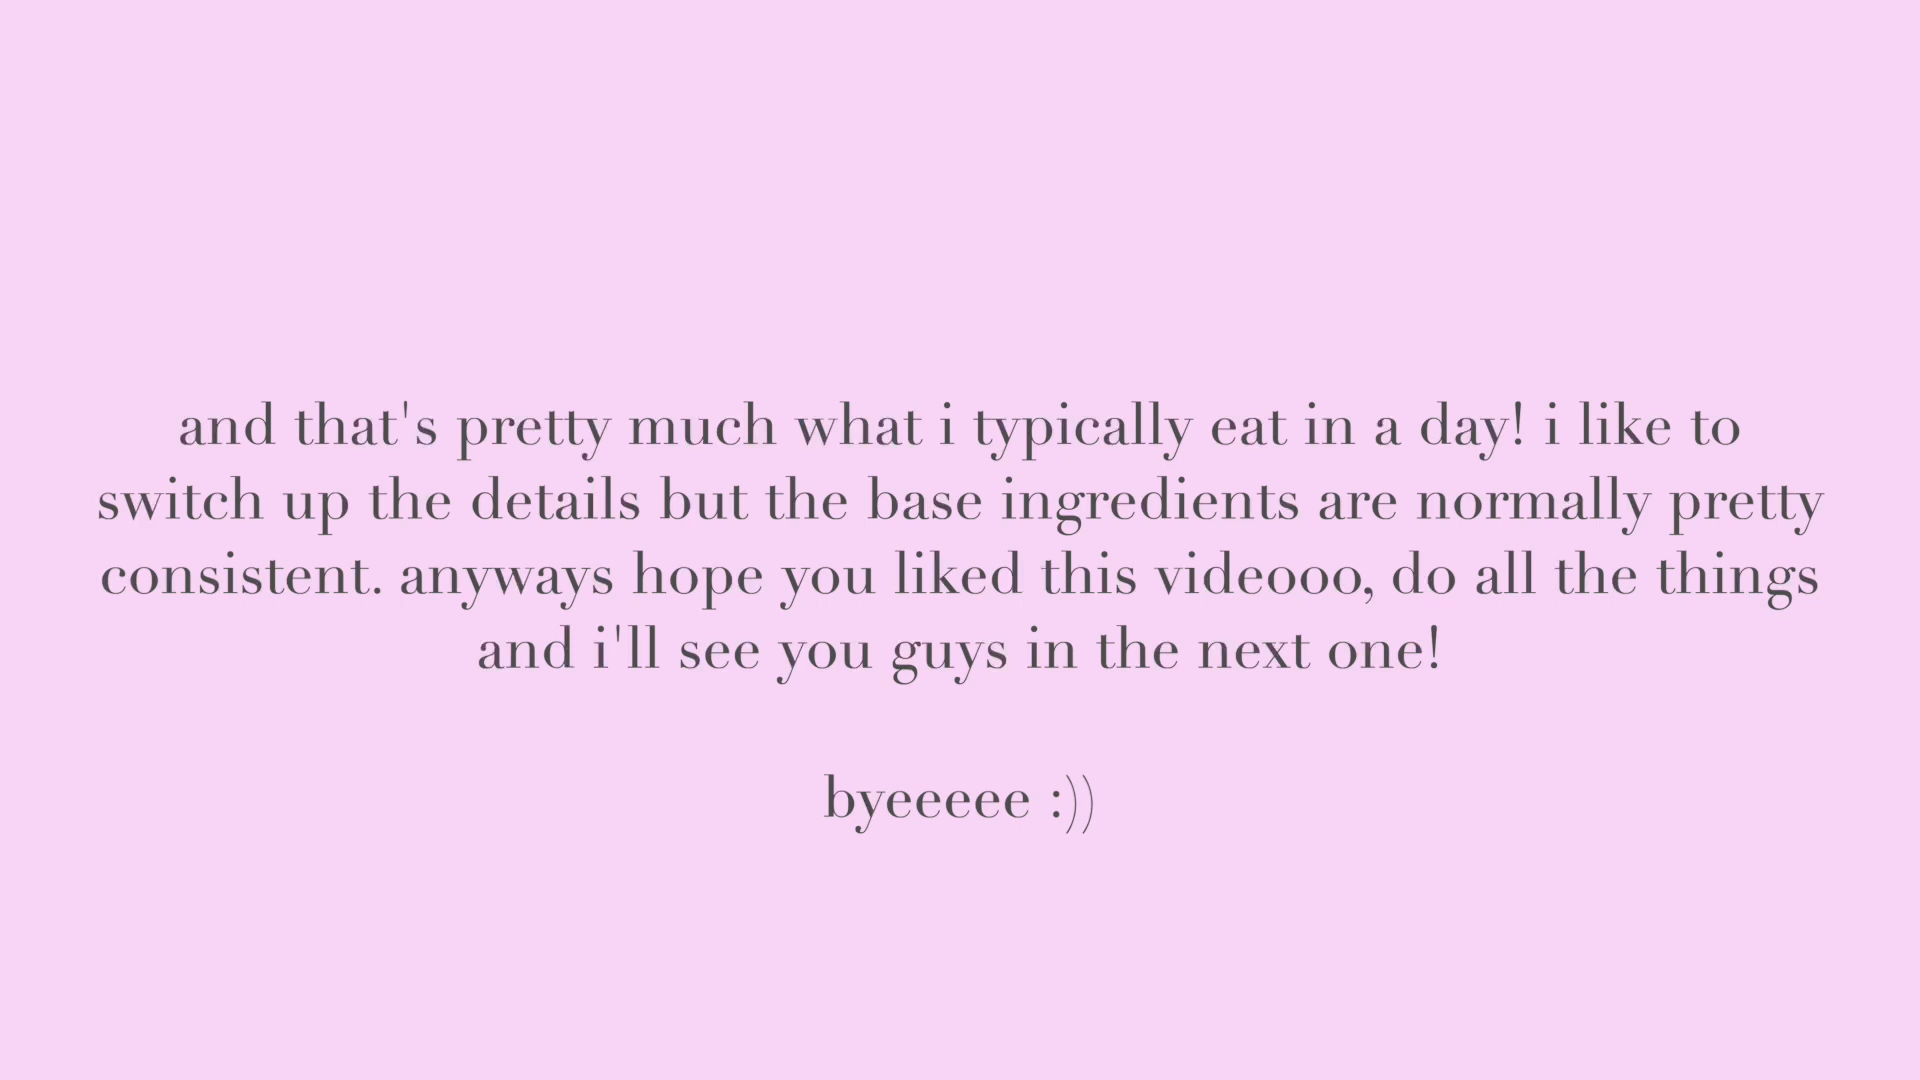 and that's pretty much what i typically eat in a day! i like to
switch up the details but the base ingredients are normally pretty
consistent. anyways hope you liked this videooo, do all the things
and i'll see you guys in the next one!
byeeeee :))